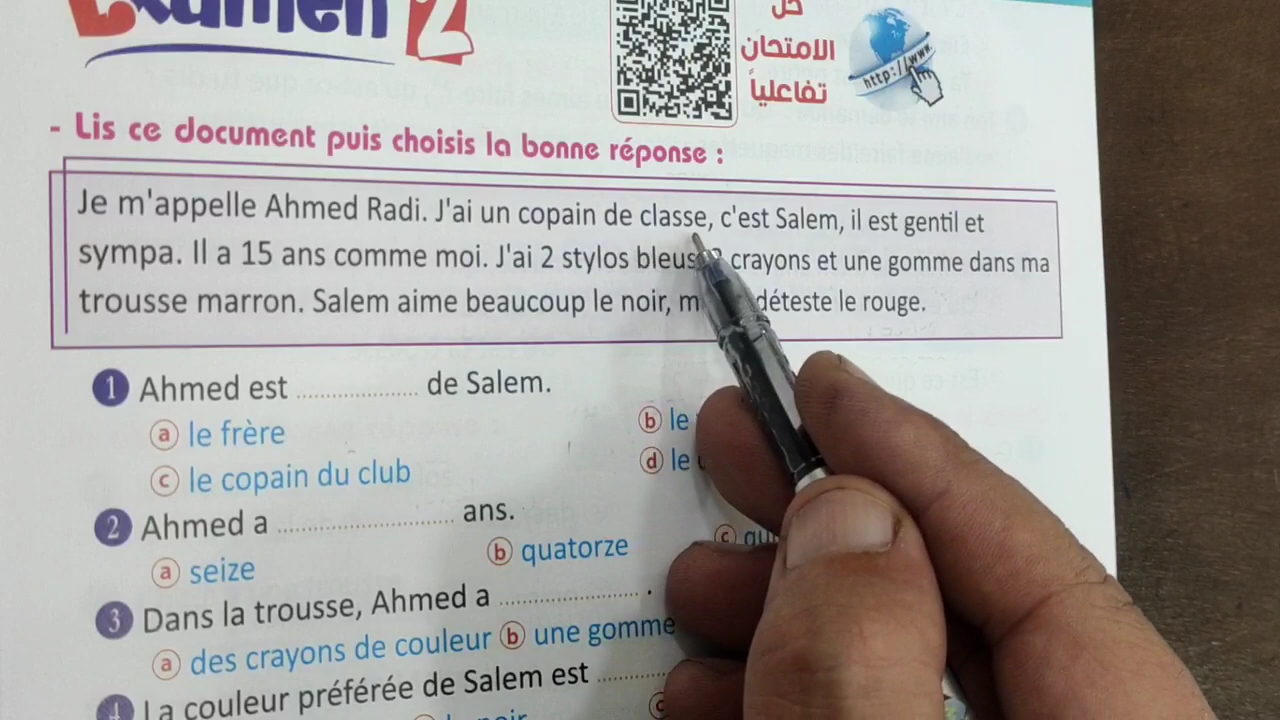 Examen 2
حل
الامتحان
تفاعلياً
http://www.
- Lis ce document puis choisis la bonne réponse :
Je m'appelle Ahmed Radi. J'ai un copain de classe, c'est Salem, il est gentil et
sympa. Il a 15 ans comme moi. J'ai 2 stylos bleus, crayons et une gomme dans ma
trousse marron. Salem aime beaucoup le noir, déteste le rouge.
1 Ahmed est .................... de Salem.
a le frère b le
c le copain du club d le
2 Ahmed a .............................. ans.
a seize b quatorze c
3 Dans la trousse, Ahmed a ........................ .
a des crayons de couleur b une gomme
4 La couleur préférée de Salem est ............
noir